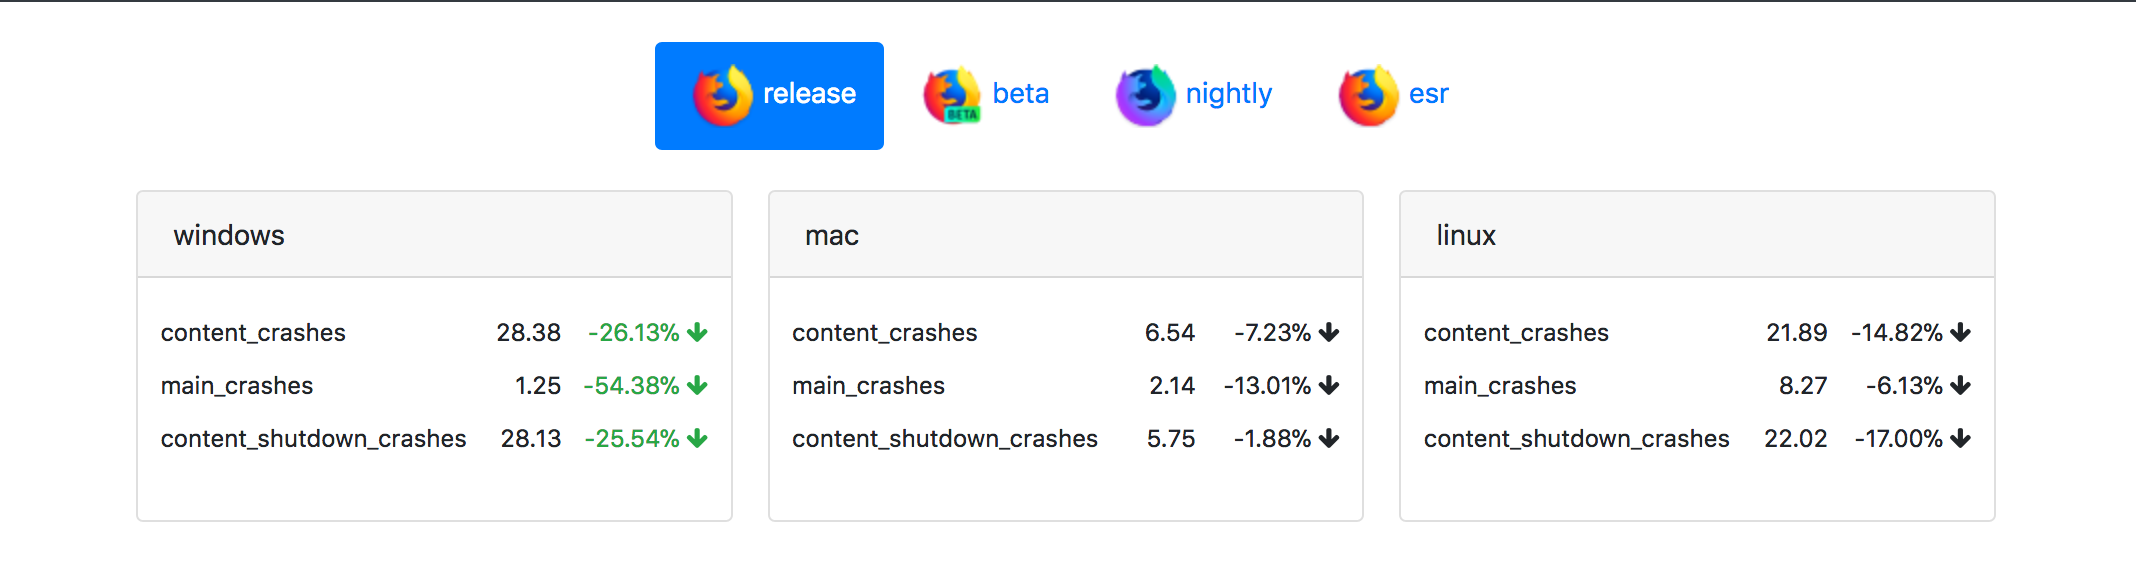 release beta nightly esr
BETA
windows
content_crashes 28.38 -26.13%
main_crashes 1.25 -54.38%
content_shutdown_crashes 28.13 -25.54%
mac
content_crashes 6.54 -7.23%
main_crashes 2.14 -13.01%
content_shutdown_crashes 5.75 -1.88%
linux
content_crashes 21.89 -14.82%
main_crashes 8.27 -6.13%
content_shutdown_crashes 22.02 -17.00%